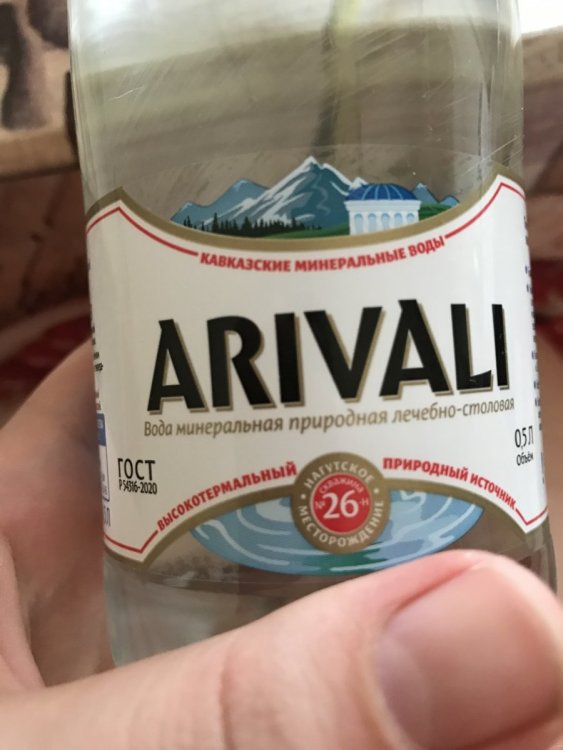 КАВКАЗСКИЕ МИНЕРАЛЬНЫЕ ВОДЫ
ARIVALI
Вода минеральная природная лечебно-столовая
ГОСТ
Р 54316-2020
0,5 Л
Объём
ВЫСОКОТЕРМАЛЬНЫЙ
ПРИРОДНЫЙ ИСТОЧНИК
НАГУТСКОЕ
СКВАЖИНА
№ 26-Н
МЕСТОРОЖДЕНИЕ